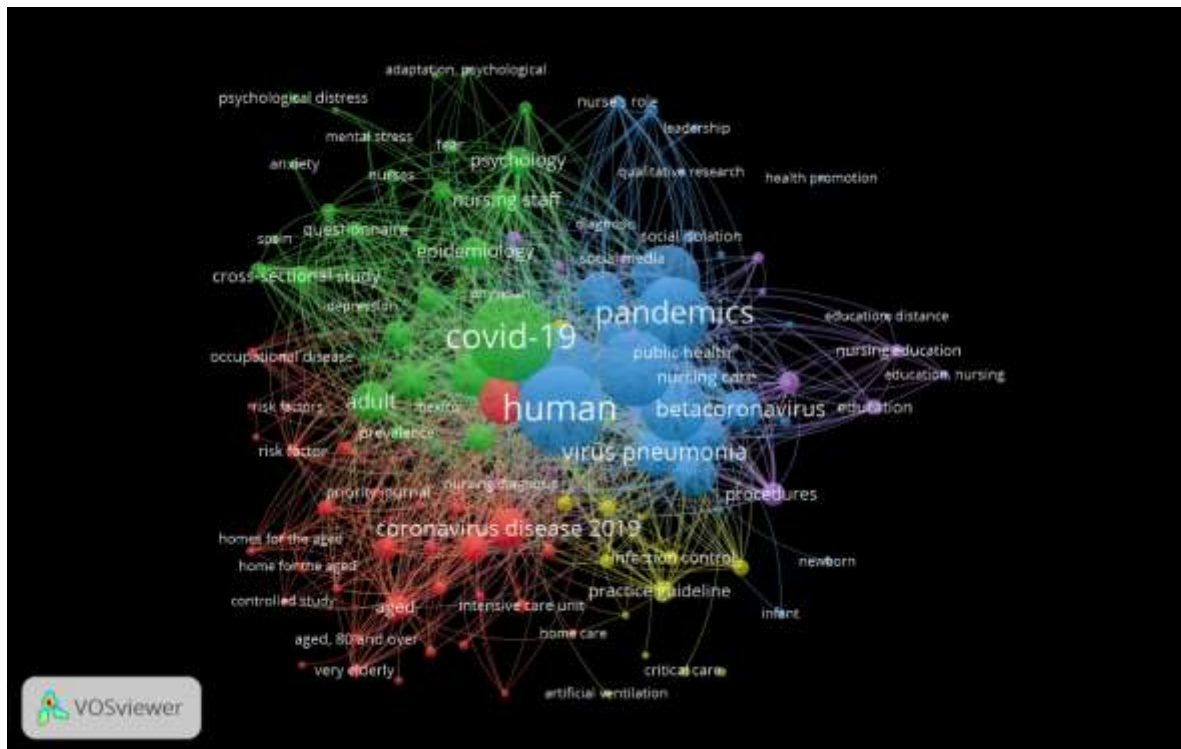 adaptation, psychological
psychological distress
nurse's role
leadership
mental stress
fear
psychology
anxiety
nurses
qualitative research
health promotion
nursing staff
questionnaire
diagnosis
spain
social isolation
epidemiology
social media
cross-sectional study
depression
pandemics
education, distance
covid-19
occupational disease
public health
nursing education
nursing care
education, nursing
adult
mexico
human
betacoronavirus
education
risk factors
prevalence
risk factor
virus pneumonia
nursing diagnosis
priority journal
procedures
coronavirus disease 2019
homes for the aged
infection control
newborn
home for the aged
practice guideline
controlled study
aged
intensive care unit
infant
home care
aged, 80 and over
very elderly
critical care
artificial ventilation
VOSviewer